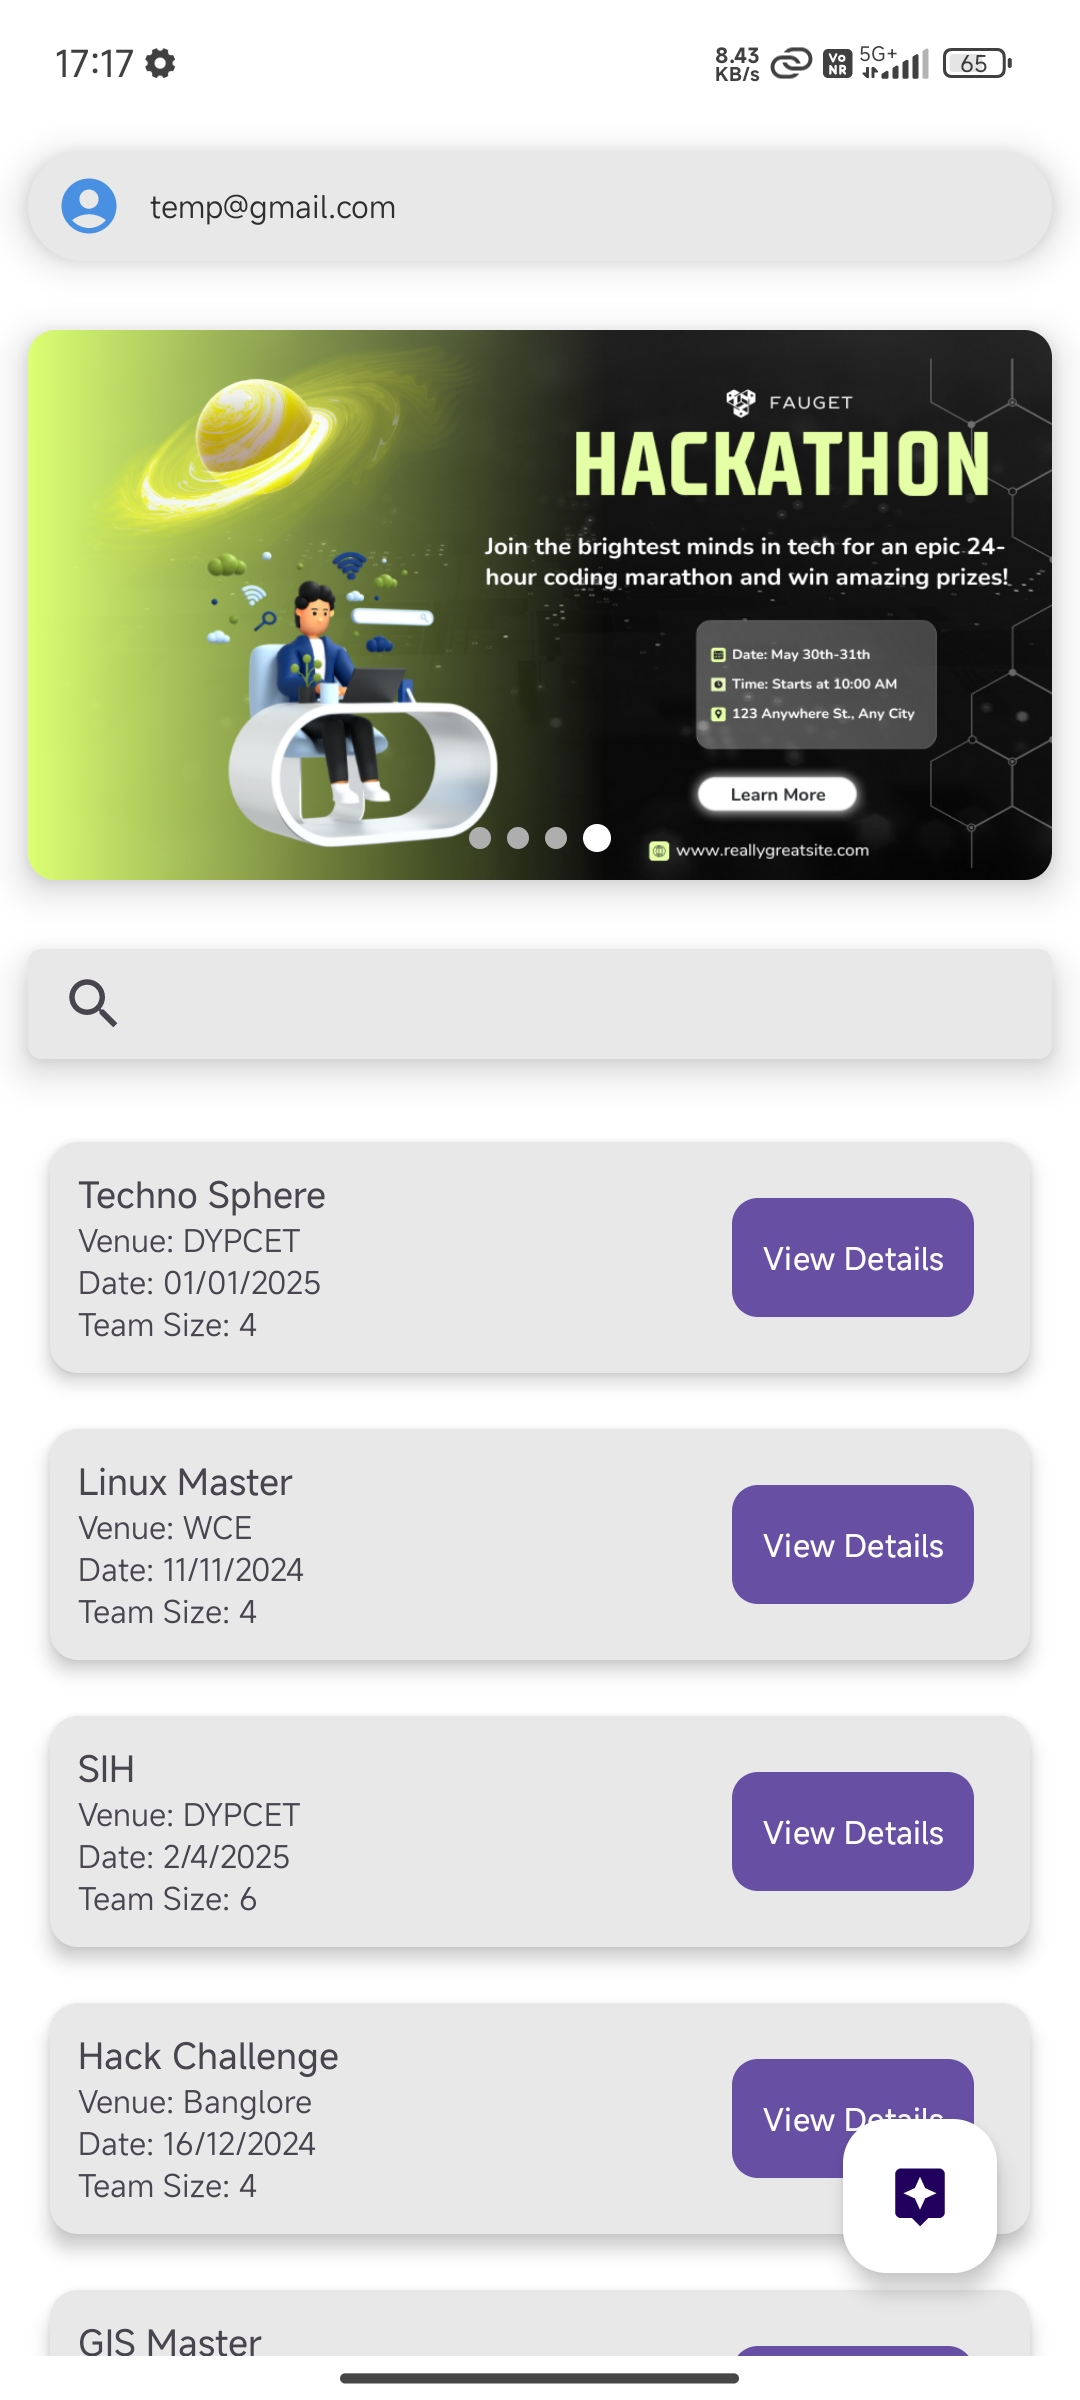 17:17
8.43
KB/s
Vo
NR
5G+
65
temp@gmail.com
FAUGET
HACKATHON
Join the brightest minds in tech for an epic 24-
hour coding marathon and win amazing prizes!
Date: May 30th-31th
Time: Starts at 10:00 AM
123 Anywhere St., Any City
Learn More
www.reallygreatsite.com
Techno Sphere
Venue: DYPCET
Date: 01/01/2025
Team Size: 4
View Details
Linux Master
Venue: WCE
Date: 11/11/2024
Team Size: 4
View Details
SIH
Venue: DYPCET
Date: 2/4/2025
Team Size: 6
View Details
Hack Challenge
Venue: Banglore
Date: 16/12/2024
Team Size: 4
View Details
GIS Master